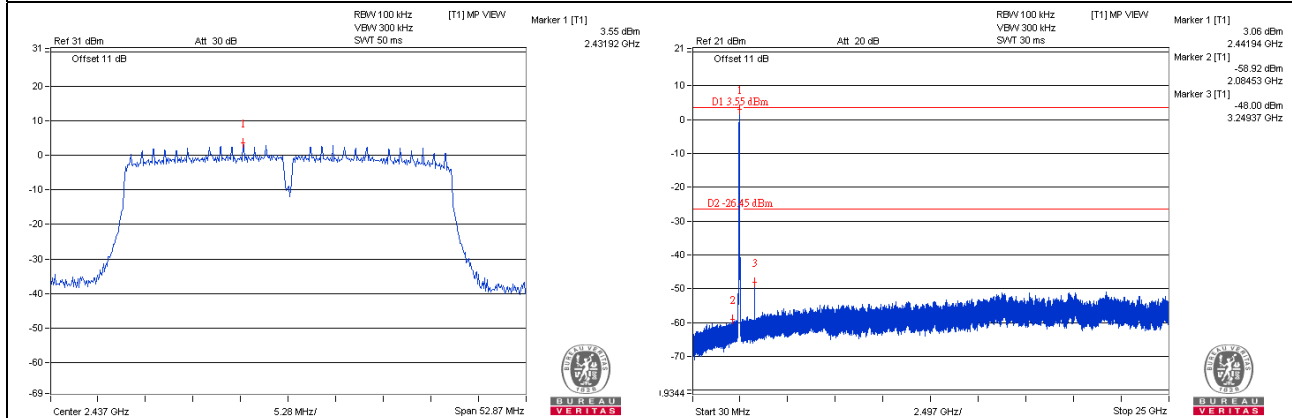 RBW 100 kHz [T1] MP VIEW
VBW 300 kHz
Ref 31 dBm Att 30 dB SWT 50 ms
Marker 1 [T1]
3.55 dBm
2.43192 GHz
31
Offset 11 dB
20
10
1
0
-10
-20
-30
-40
-50
-60
-69
Center 2.437 GHz 5.28 MHz/ Span 52.87 MHz
BUREAU VERITAS
1828
BUREAU
VERITAS
RBW 100 kHz [T1] MP VIEW
VBW 300 kHz
Ref 21 dBm Att 20 dB SWT 30 ms
Marker 1 [T1]
3.06 dBm
2.44194 GHz
Marker 2 [T1]
-58.92 dBm
2.08453 GHz
Marker 3 [T1]
-48.00 dBm
3.24937 GHz
21
Offset 11 dB
10
1
D1 3.55 dBm
0
-10
-20
D2 -26.45 dBm
-30
-40
3
-50
2
-60
-70
.9344
Start 30 MHz 2.497 GHz/ Stop 25 GHz
BUREAU VERITAS
1828
BUREAU
VERITAS